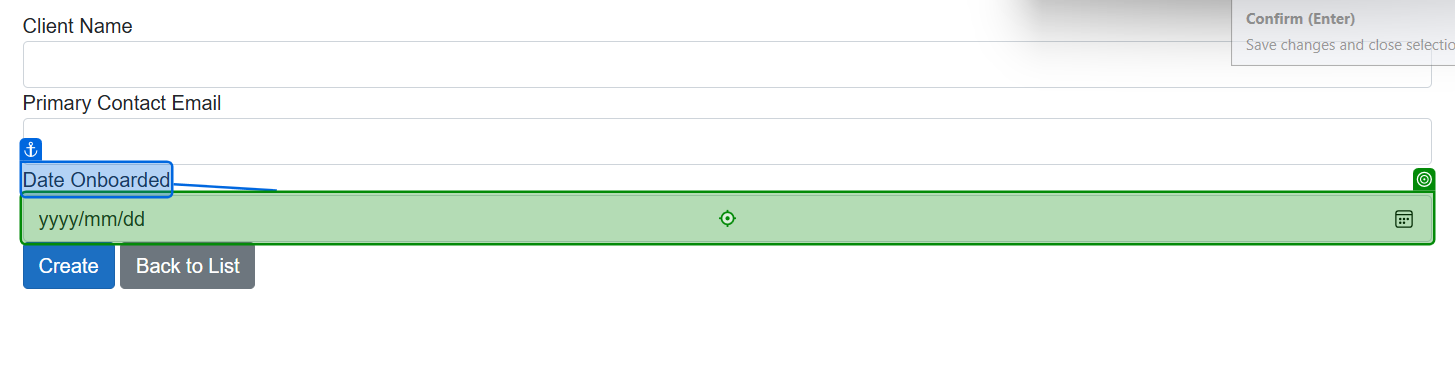 Client Name
Confirm (Enter)
Save changes and close selectio
Primary Contact Email
Date Onboarded
yyyy/mm/dd
Create
Back to List